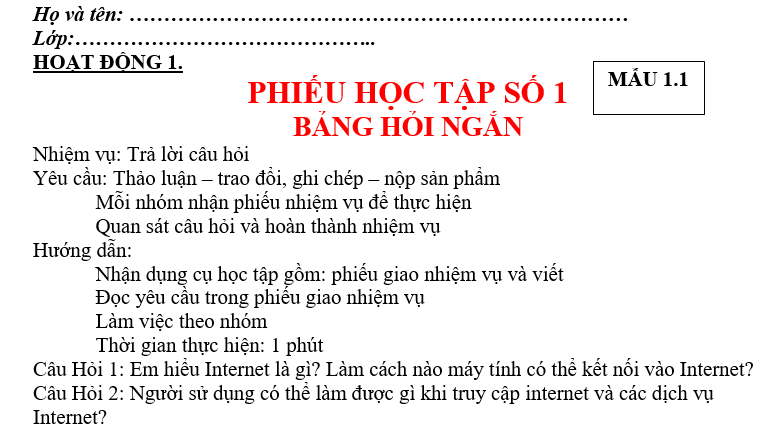 Họ và tên: ……………………………………………………………
Lớp:…………………………………..
HOẠT ĐỘNG 1.
MẪU 1.1
PHIẾU HỌC TẬP SỐ 1
BẢNG HỎI NGẮN
Nhiệm vụ: Trả lời câu hỏi
Yêu cầu: Thảo luận – trao đổi, ghi chép – nộp sản phẩm
Mỗi nhóm nhận phiếu nhiệm vụ để thực hiện
Quan sát câu hỏi và hoàn thành nhiệm vụ
Hướng dẫn:
Nhận dụng cụ học tập gồm: phiếu giao nhiệm vụ và viết
Đọc yêu cầu trong phiếu giao nhiệm vụ
Làm việc theo nhóm
Thời gian thực hiện: 1 phút
Câu Hỏi 1: Em hiểu Internet là gì? Làm cách nào máy tính có thể kết nối vào Internet?
Câu Hỏi 2: Người sử dụng có thể làm được gì khi truy cập internet và các dịch vụ
Internet?